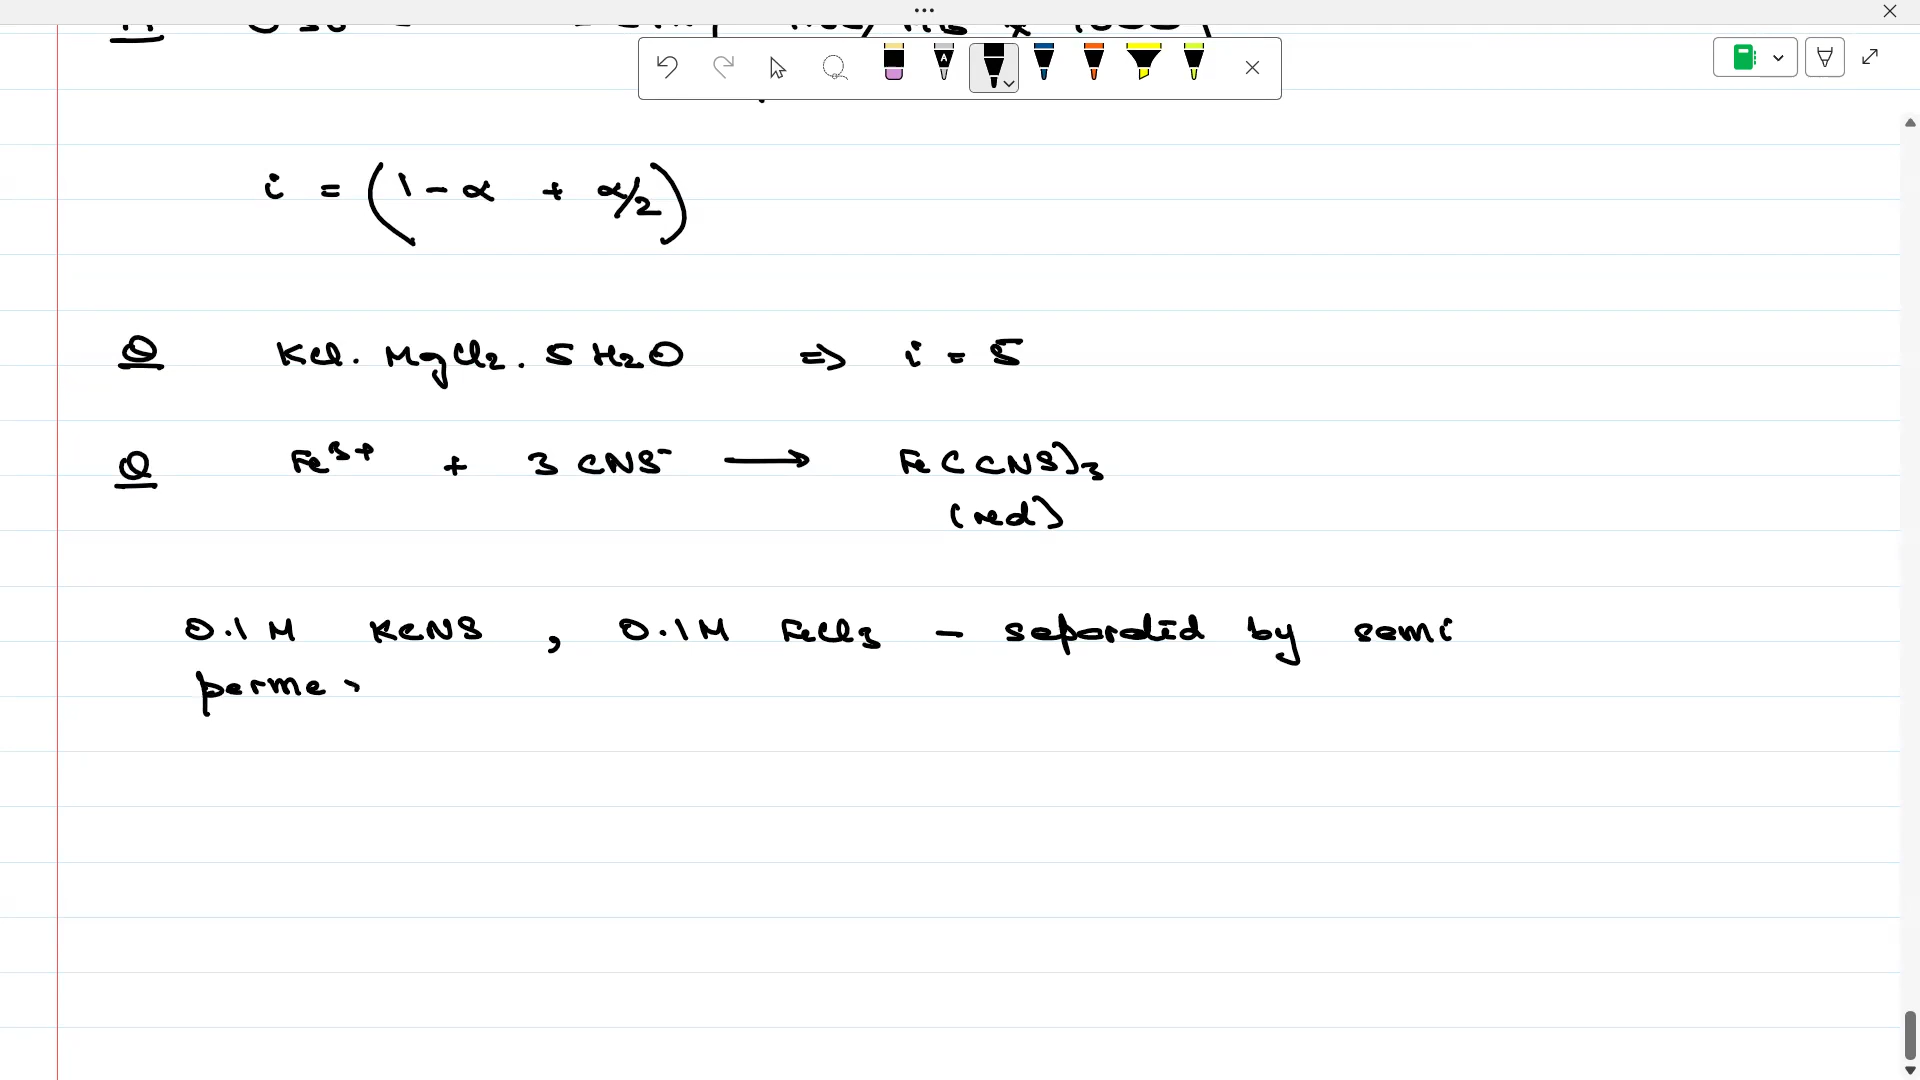 i = (1 - α + α/2)
Q KCl. MgCl2. 5 H2O => i = 5
Q Fe3+ + 3 CNS- → Fe(CNS)3
(red)
0.1 M KCNS , 0.1 M FeCl3 - separated by semi
perme